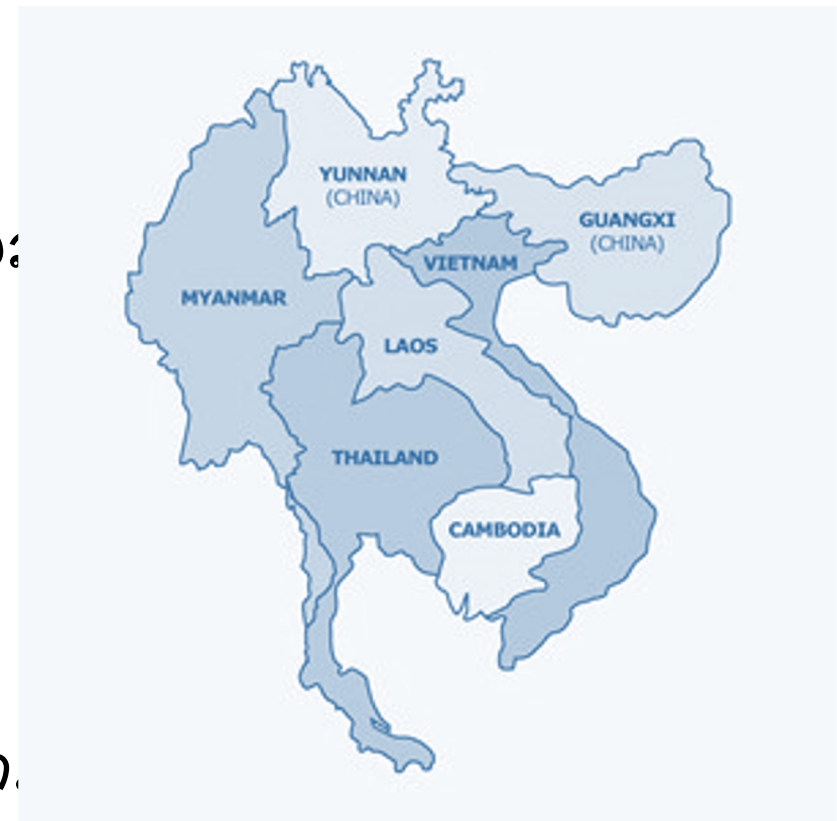 YUNNAN
(CHINA)
GUANGXI
(CHINA)
VIETNAM
MYANMAR
LAOS
THAILAND
CAMBODIA